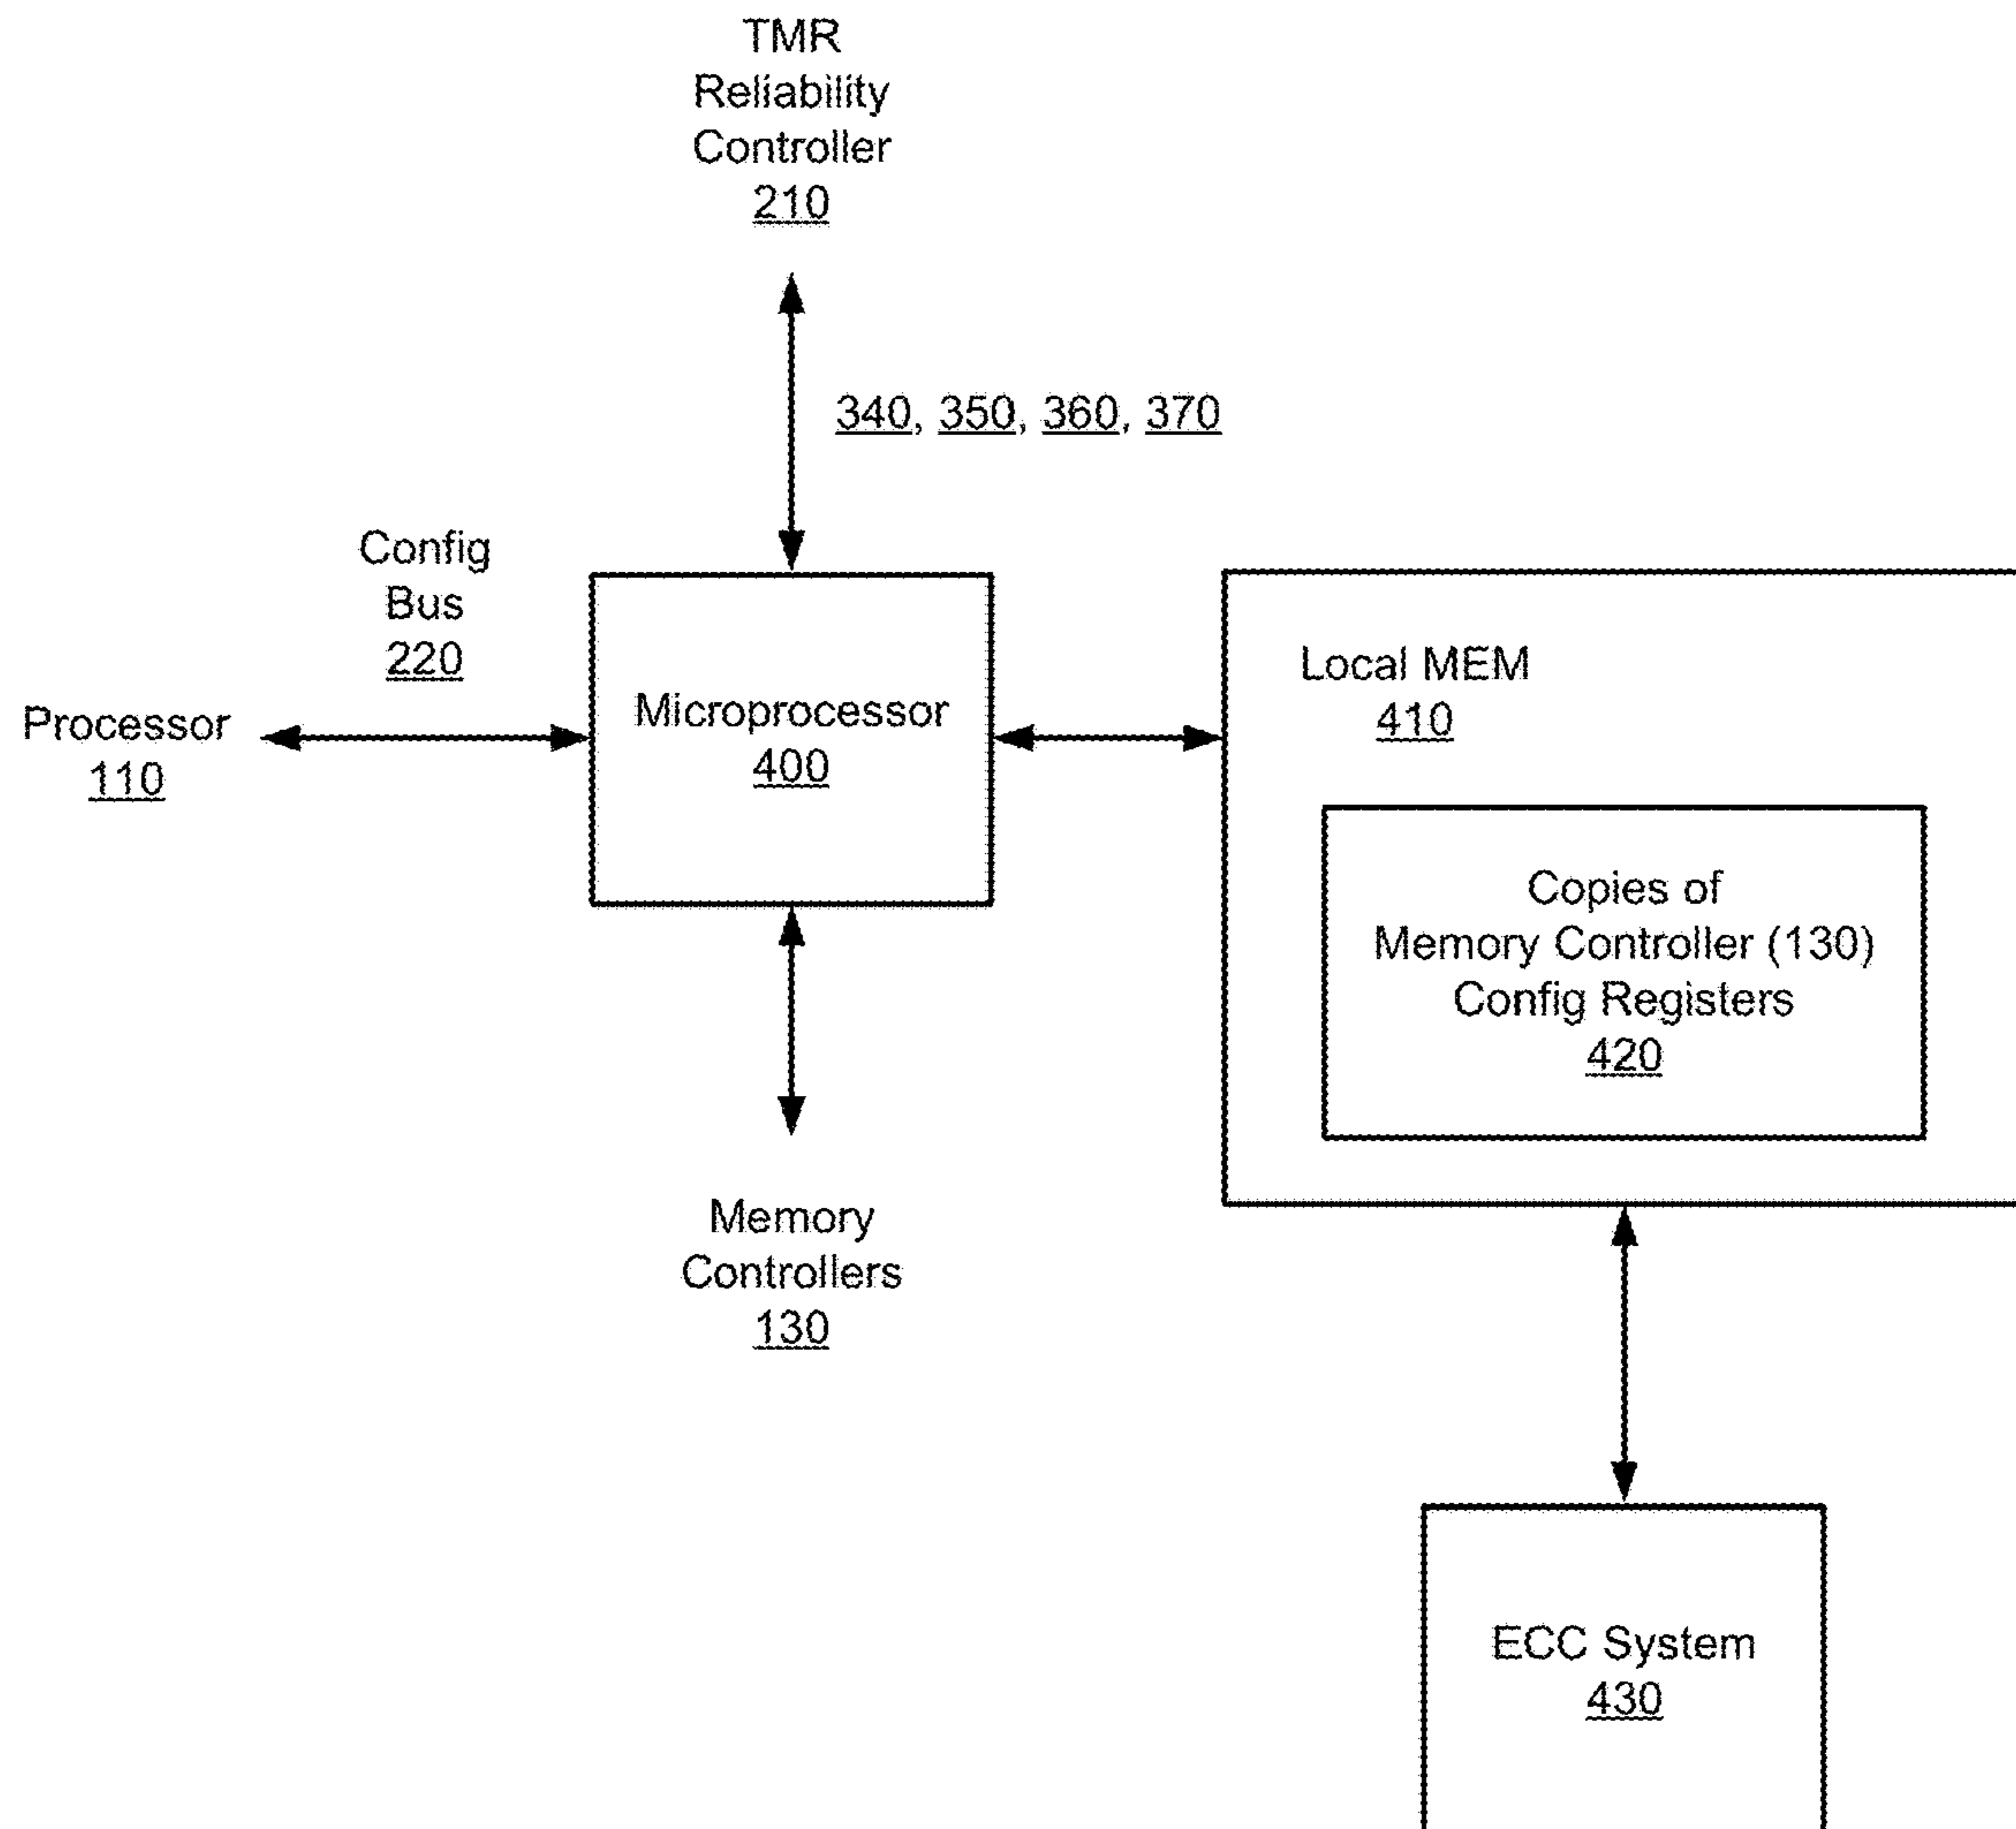 TMR
Reliability
Controller
210
340, 350, 360, 370
Config
Bus
220
Processor
110
Microprocessor
400
Local MEM
410
Copies of
Memory Controller (130)
Config Registers
420
Memory
Controllers
130
ECC System
430